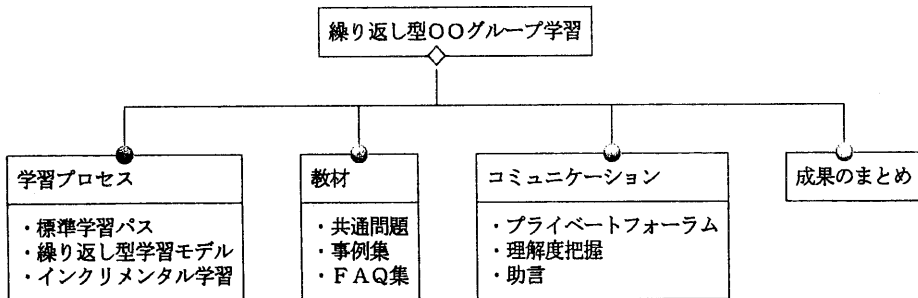 繰り返し型OOグループ学習
学習プロセス
・標準学習パス
・繰り返し型学習モデル
・インクリメンタル学習
教材
・共通問題
・事例集
・FAQ集
コミュニケーション
・プライベートフォーラム
・理解度把握
・助言
成果のまとめ